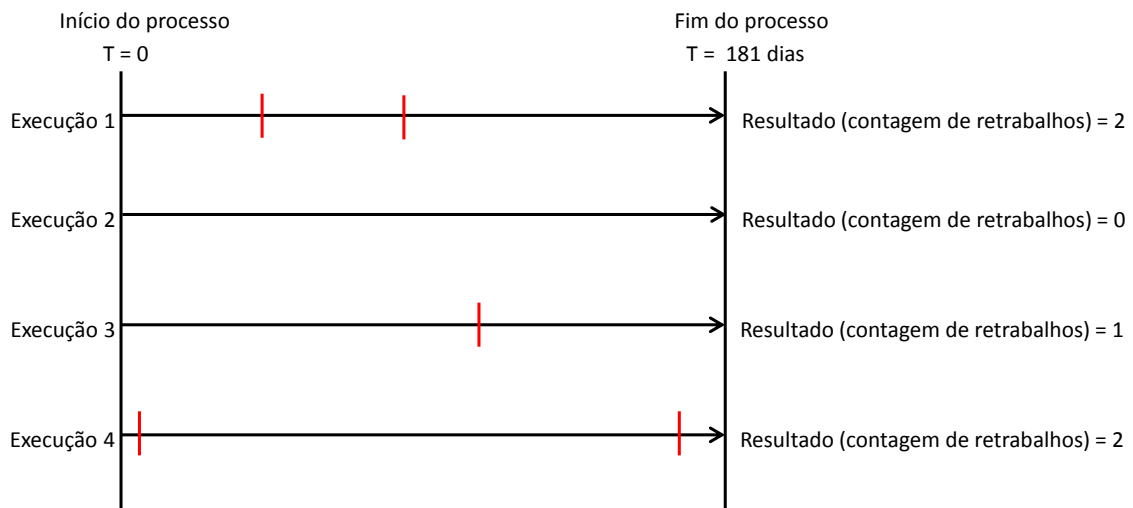 Início do processo
T = 0
Fim do processo
T =  181 dias
Execução 1
Resultado (contagem de retrabalhos) = 2
Execução 2
Resultado (contagem de retrabalhos) = 0
Execução 3
Resultado (contagem de retrabalhos) = 1
Execução 4
Resultado (contagem de retrabalhos) = 2